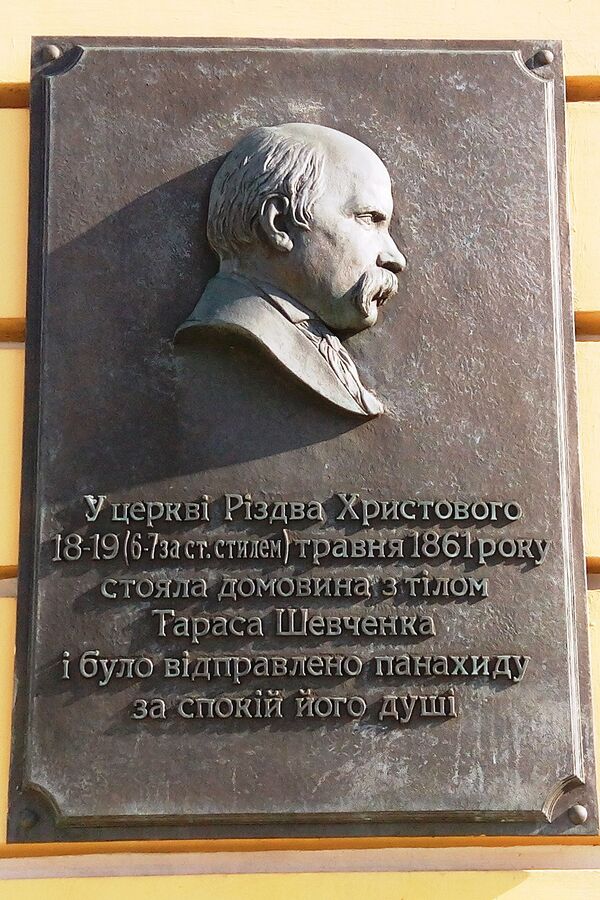 У церкві Різдва Христового
18-19 (6-7 за ст. стилем) травня 1861 року
стояла домовина з тілом
Тараса Шевченка
і було відправлено панахиду
за спокій його душі